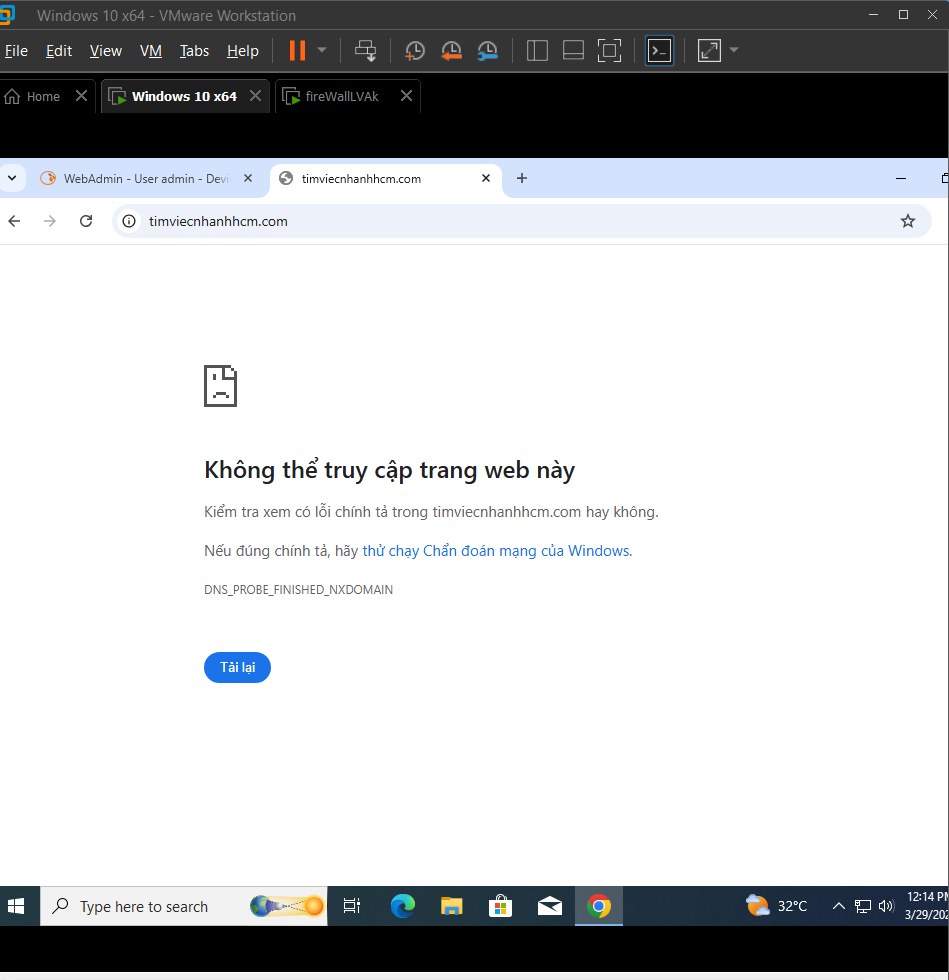 Windows 10 x64 - VMware Workstation
File Edit View VM Tabs Help
Home Windows 10 x64 fireWallLVAk
WebAdmin - User admin - Devi timviecnhanhhcm.com
timviecnhanhhcm.com
Không thể truy cập trang web này
Kiểm tra xem có lỗi chính tả trong timviecnhanhhcm.com hay không.
Nếu đúng chính tả, hãy thử chạy Chẩn đoán mạng của Windows.
DNS_PROBE_FINISHED_NXDOMAIN
Tải lại
Type here to search
32°C
12:14 PM
3/29/202